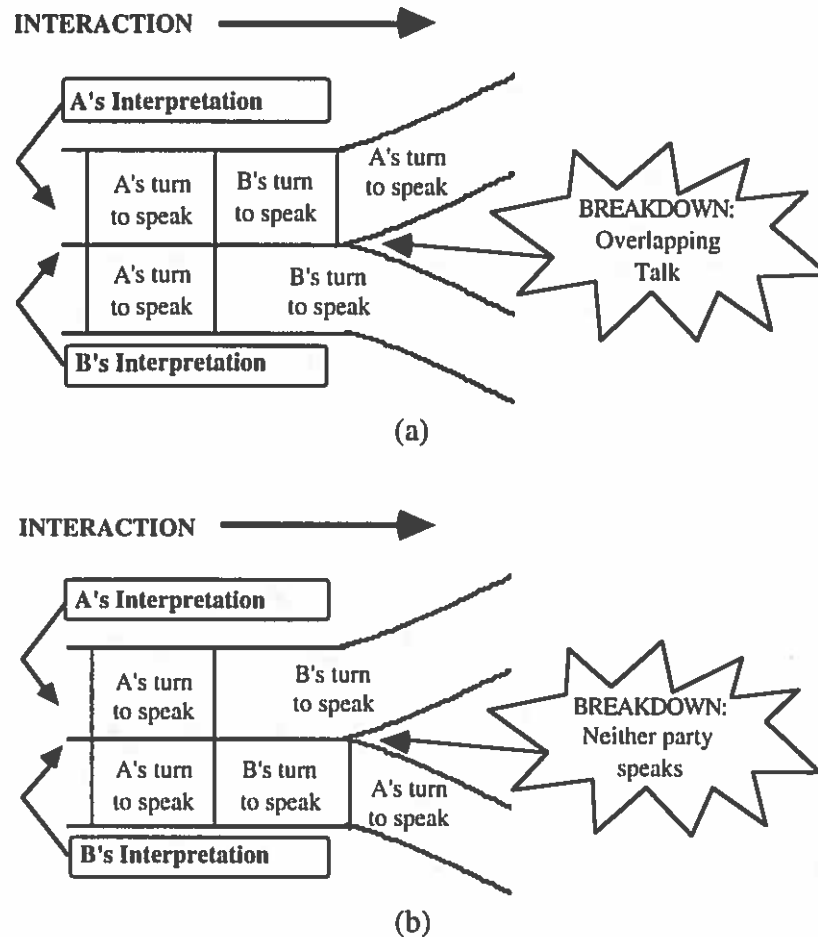 INTERACTION
A's Interpretation
A's turn
to speak
B's turn
to speak
A's turn
to speak
A's turn
to speak
B's turn
to speak
B's Interpretation
BREAKDOWN:
Overlapping
Talk
(a)
INTERACTION
A's Interpretation
A's turn
to speak
B's turn
to speak
A's turn
to speak
B's turn
to speak
A's turn
to speak
B's Interpretation
BREAKDOWN:
Neither party
speaks
(b)